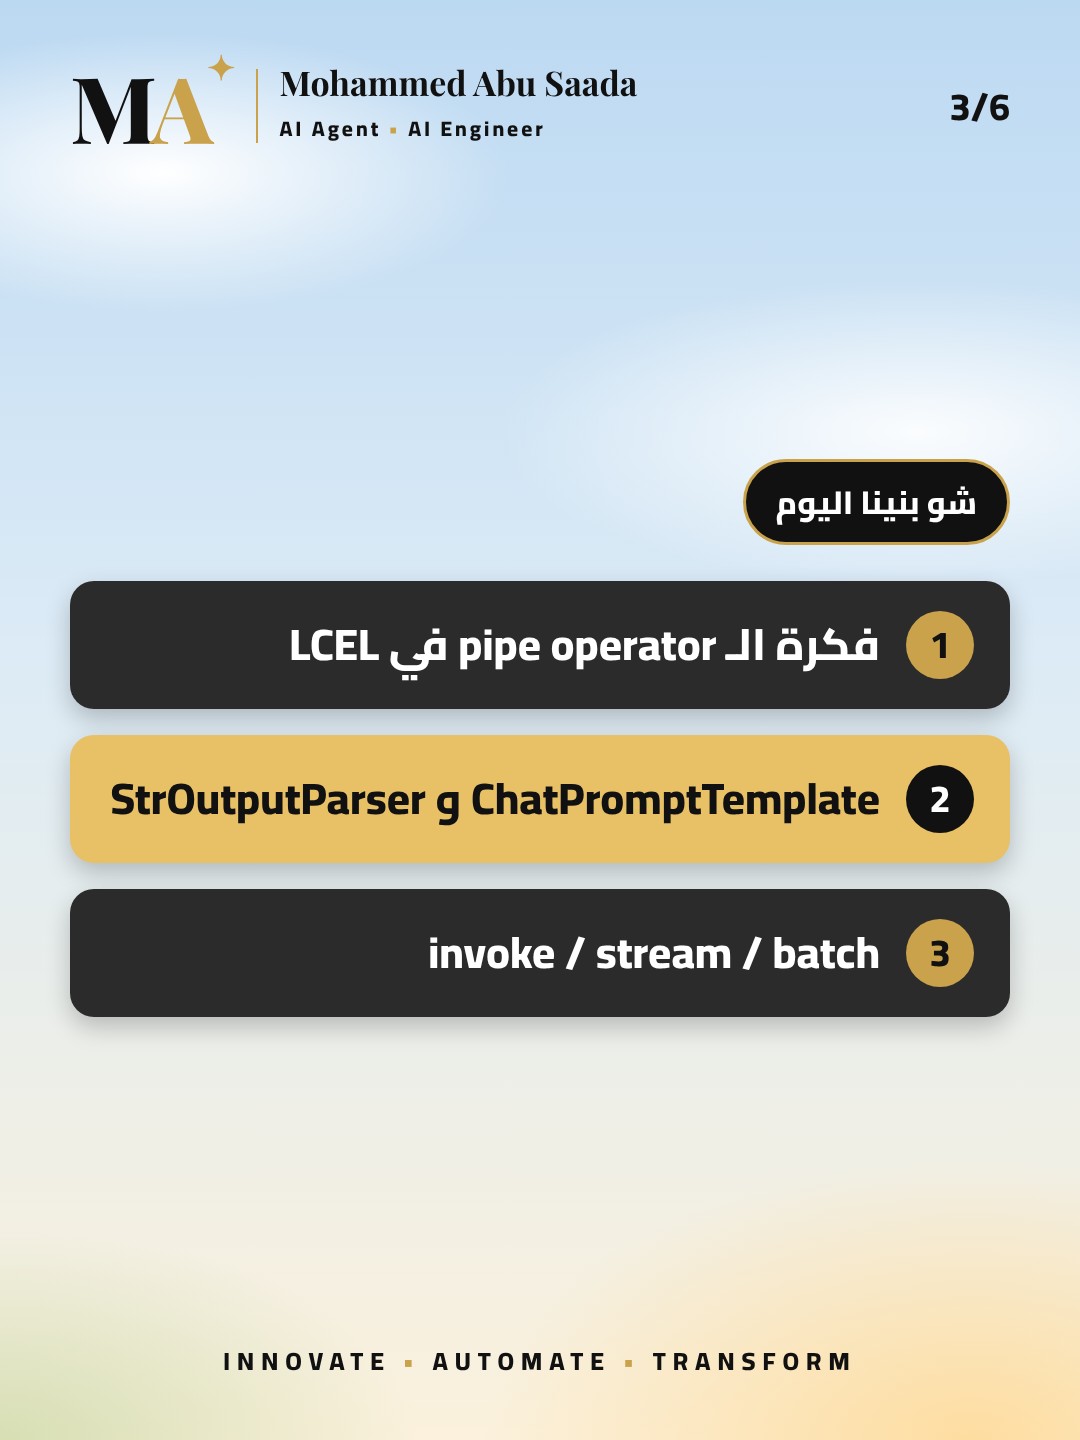 MA
Mohammed Abu Saada
AI Agent ▪ AI Engineer
3/6
شو بنينا اليوم
1 فكرة الـ pipe operator في LCEL
2 ChatPromptTemplate و StrOutputParser
3 invoke / stream / batch
INNOVATE ▪ AUTOMATE ▪ TRANSFORM